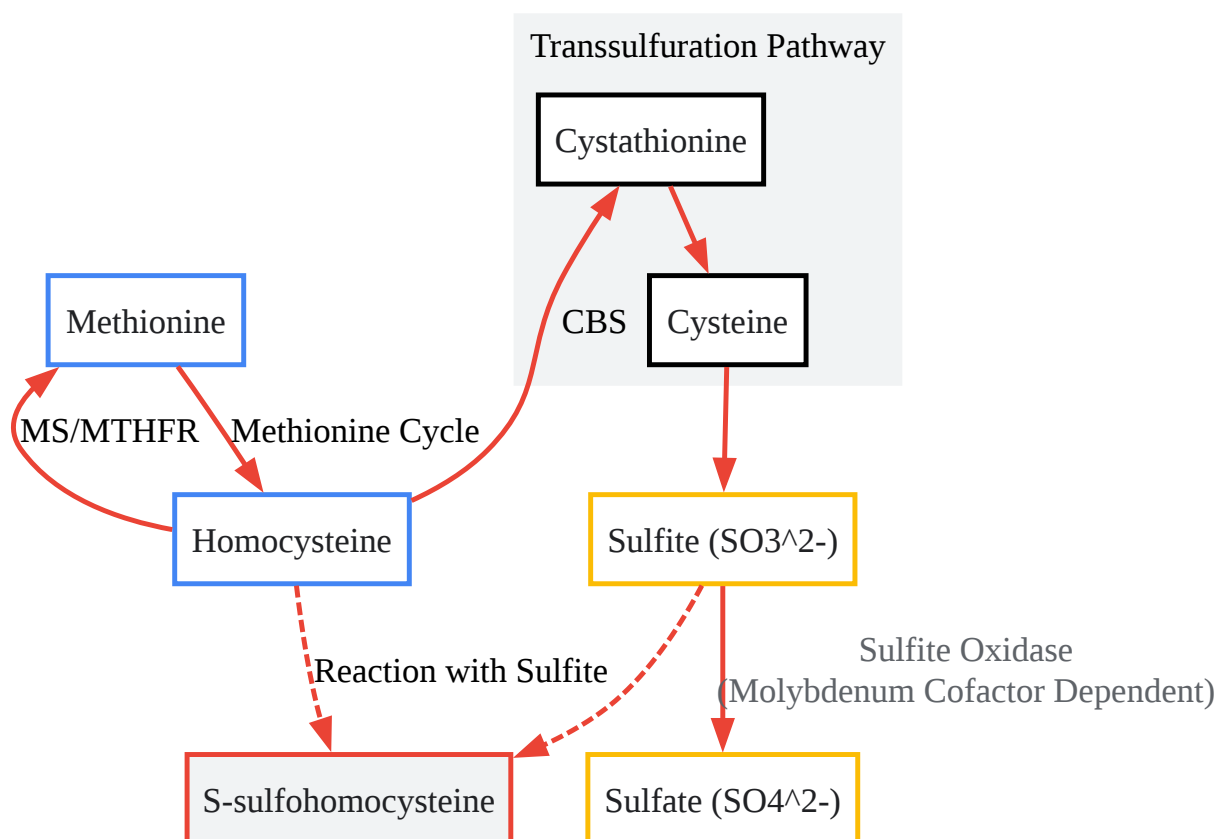 Transsulfuration Pathway
Cystathionine
Methionine
CBS
Cysteine
MS/MTHFR
Methionine Cycle
Homocysteine
Sulfite (SO3^2-)
Reaction with Sulfite
Sulfite Oxidase
(Molybdenum Cofactor Dependent)
S-sulfohomocysteine
Sulfate (SO4^2-)